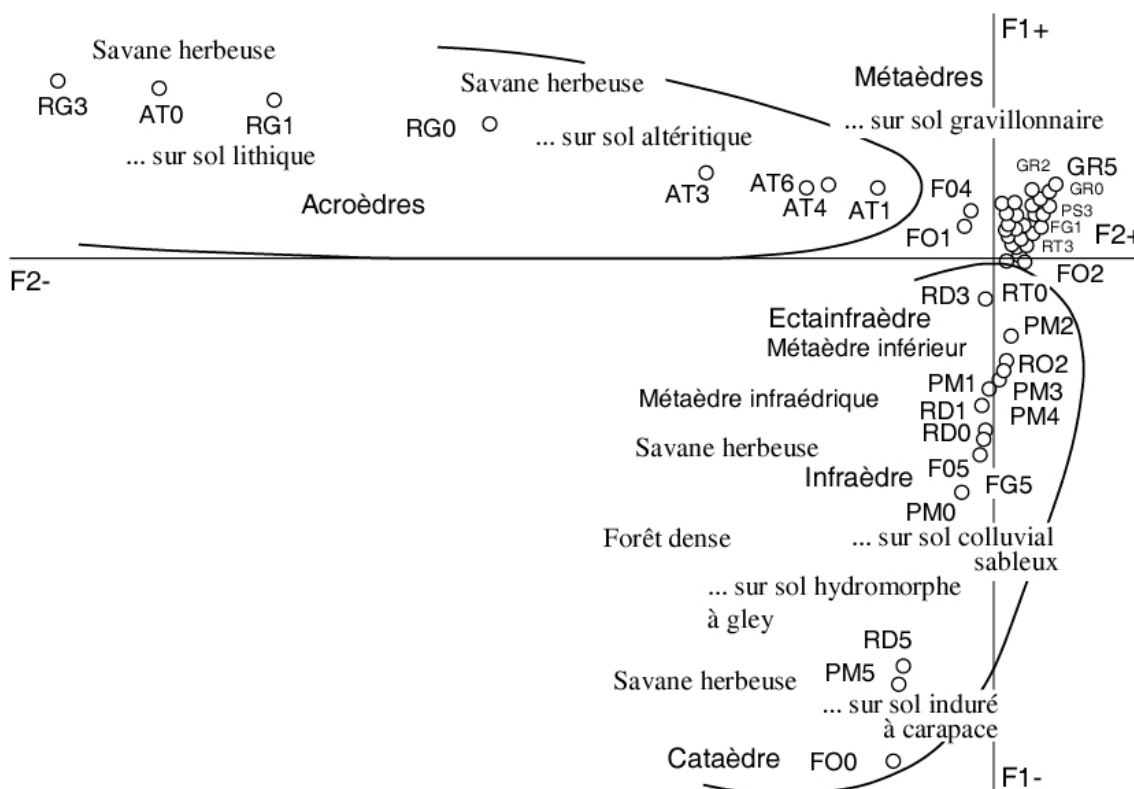 F1+
Savane herbeuse
Savane herbeuse
Métaèdres
RG3
AT0
RG1
RG0
... sur sol gravillonnaire
... sur sol lithique
... sur sol altéritique
GR2
GR5
GR0
AT6
AT3
AT4
AT1
F04
PS3
Acroèdres
FO1
FG1
F2+
RT3
F2-
FO2
RD3
RT0
Ectainfraèdre
PM2
Métaèdre inférieur
RO2
PM1
PM3
Métaèdre infraédrique
RD1
PM4
RD0
Savane herbeuse
F05
Infraèdre
FG5
PM0
Forêt dense
... sur sol colluvial
sableux
... sur sol hydromorphe
à gley
RD5
PM5
Savane herbeuse
... sur sol induré
à carapace
Cataèdre
FO0
F1-